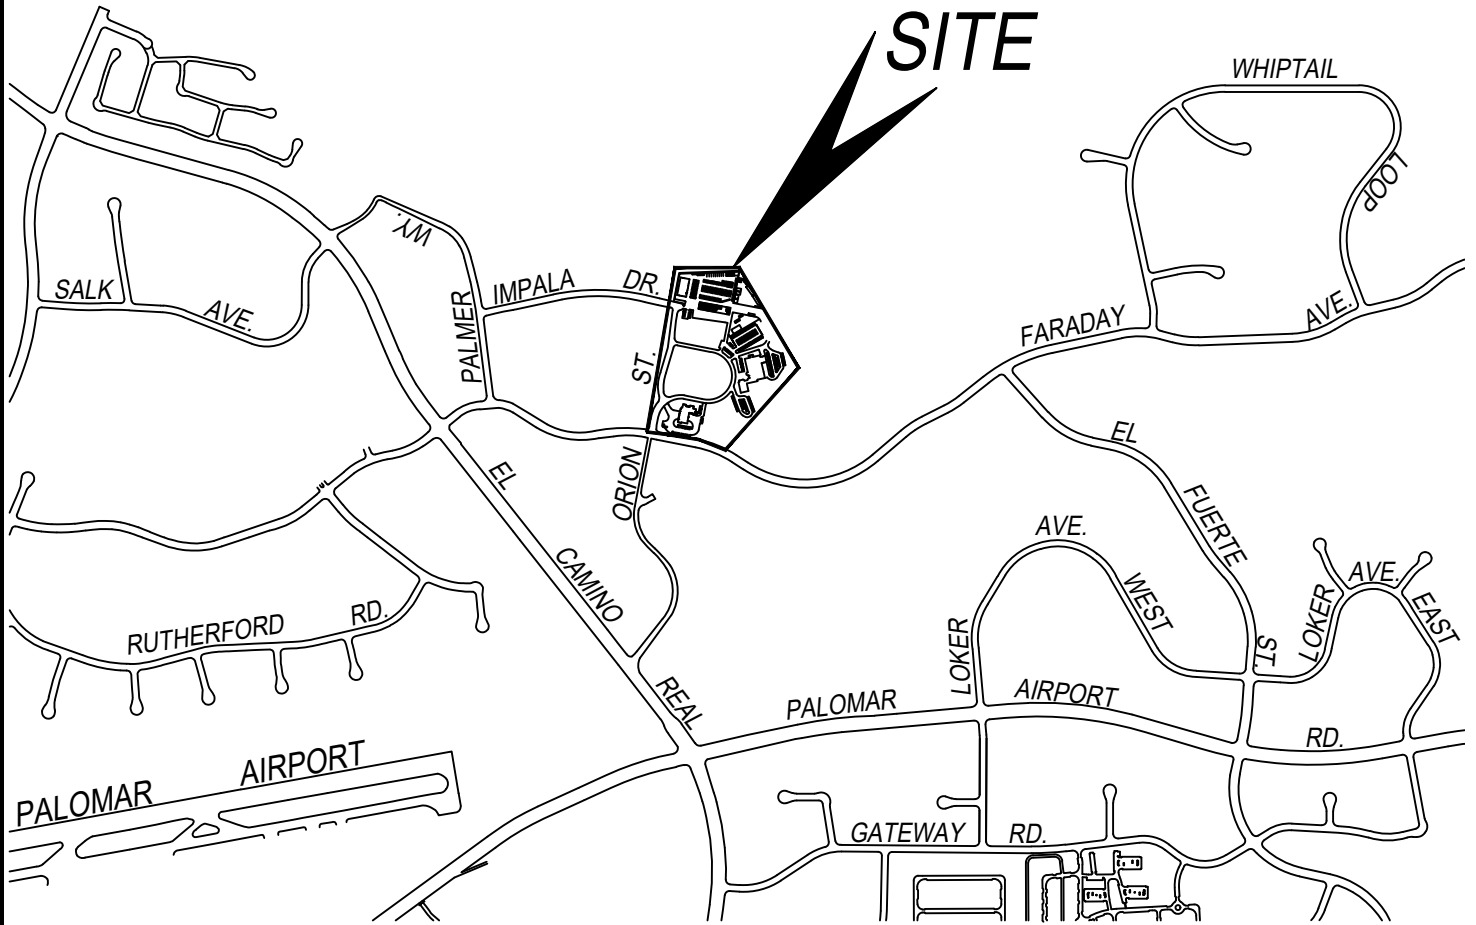 SITE
WHIPTAIL
LOOP
WY.
SALK
AVE.
PALMER
IMPALA
DR.
ST.
FARADAY
AVE.
EL
FUERTE
ST.
ORION
EL
CAMINO
REAL
AVE.
WEST
LOKER
LOKER
AVE.
EAST
RUTHERFORD
RD.
PALOMAR
AIRPORT
RD.
PALOMAR
AIRPORT
GATEWAY
RD.